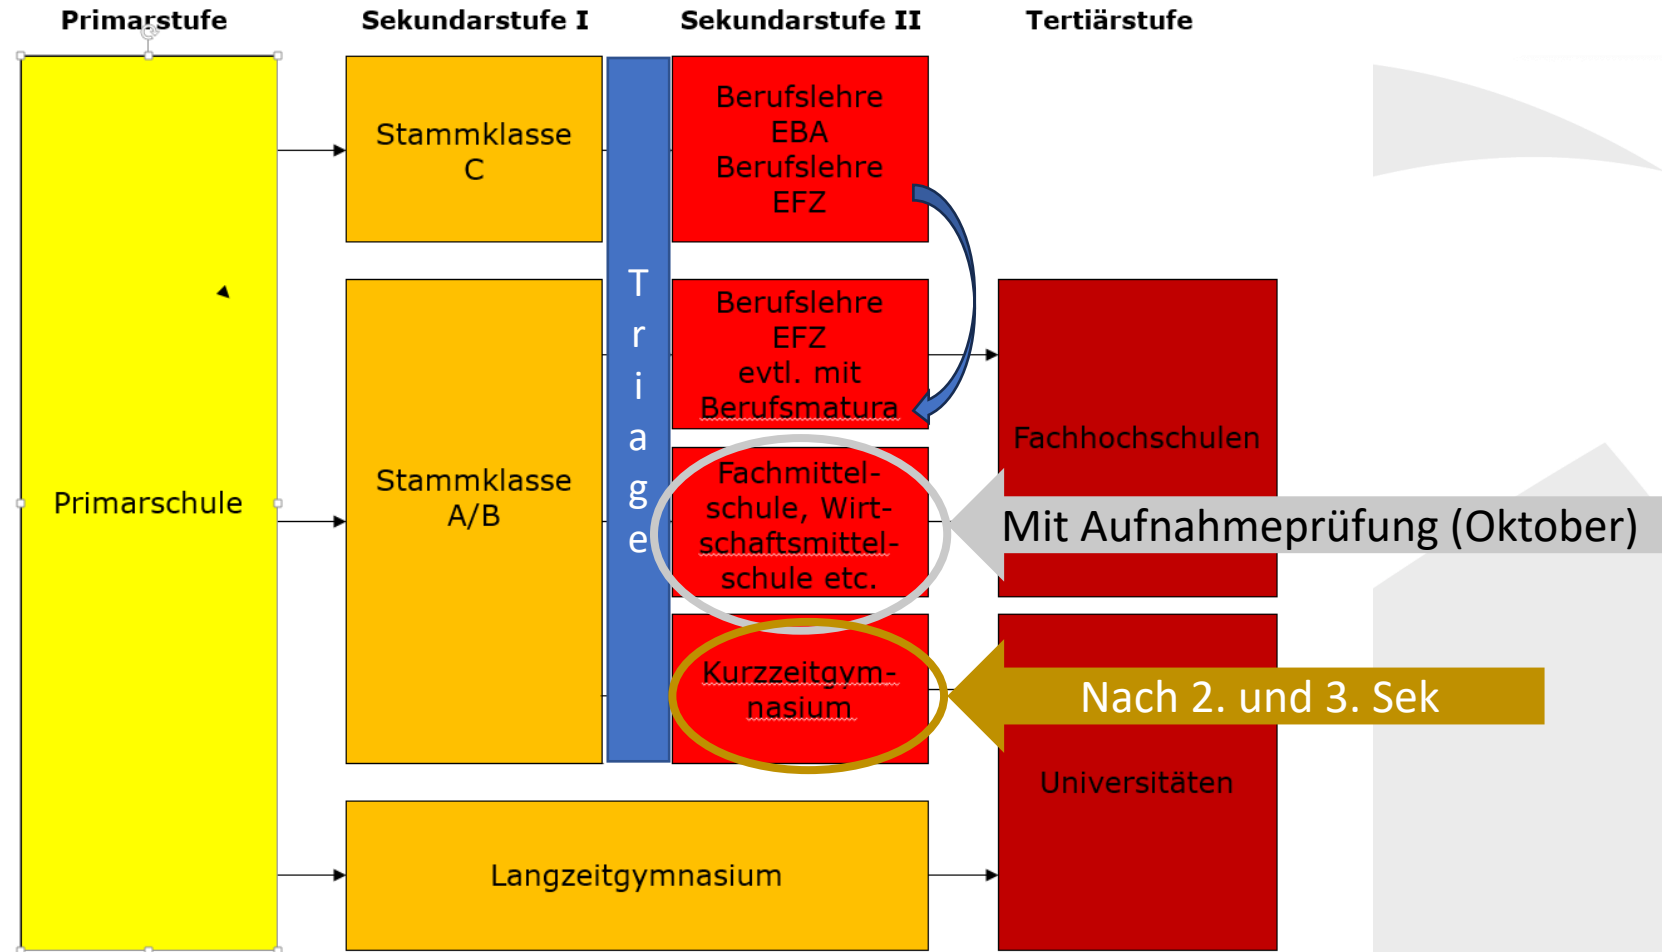 Primarstufe
Sekundarstufe I
Sekundarstufe II
Tertiärstufe
Primarschule
Stammklasse
C
Stammklasse
A/B
Langzeitgymnasium
T
r
i
a
g
e
Berufslehre
EBA
Berufslehre
EFZ
Berufslehre
EFZ
evtl. mit
Berufsmatura
Fachmittel-
schule, Wirt-
schaftsmittel-
schule etc.
Kurzzeitgym-
nasium
Fachhochschulen
Mit Aufnahmeprüfung (Oktober)
Nach 2. und 3. Sek
Universitäten